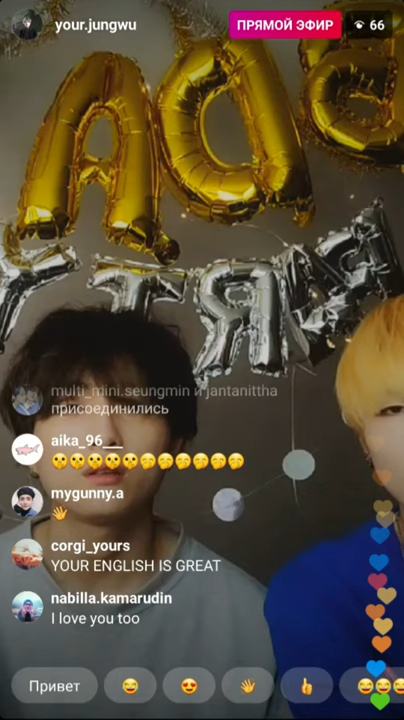 your.jungwu
ПРЯМОЙ ЭФИР
66
multi_mini.seungmin и jantanittha
присоединились
aika_96__
mygunny.a
corgi_yours
YOUR ENGLISH IS GREAT
nabilla.kamarudin
I love you too
Привет